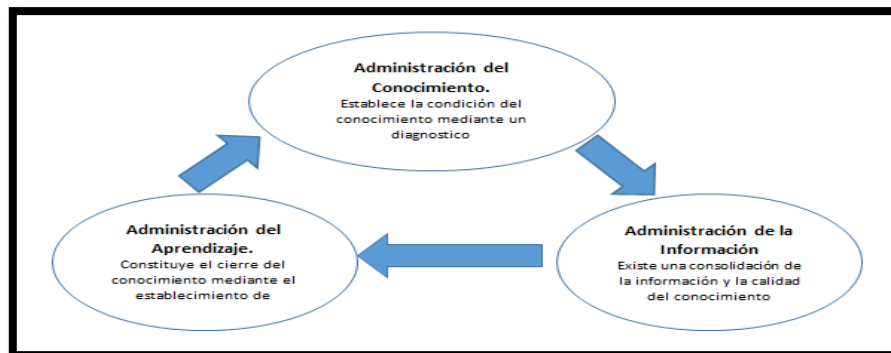 Administración del
Conocimiento.
Establece la condición del
conocimiento mediante un
diagnostico
Administración del
Aprendizaje.
Constituye el cierre del
conocimiento mediante el
establecimiento de
Administración de la
Información
Existe una consolidación de
la información y la calidad
del conocimiento